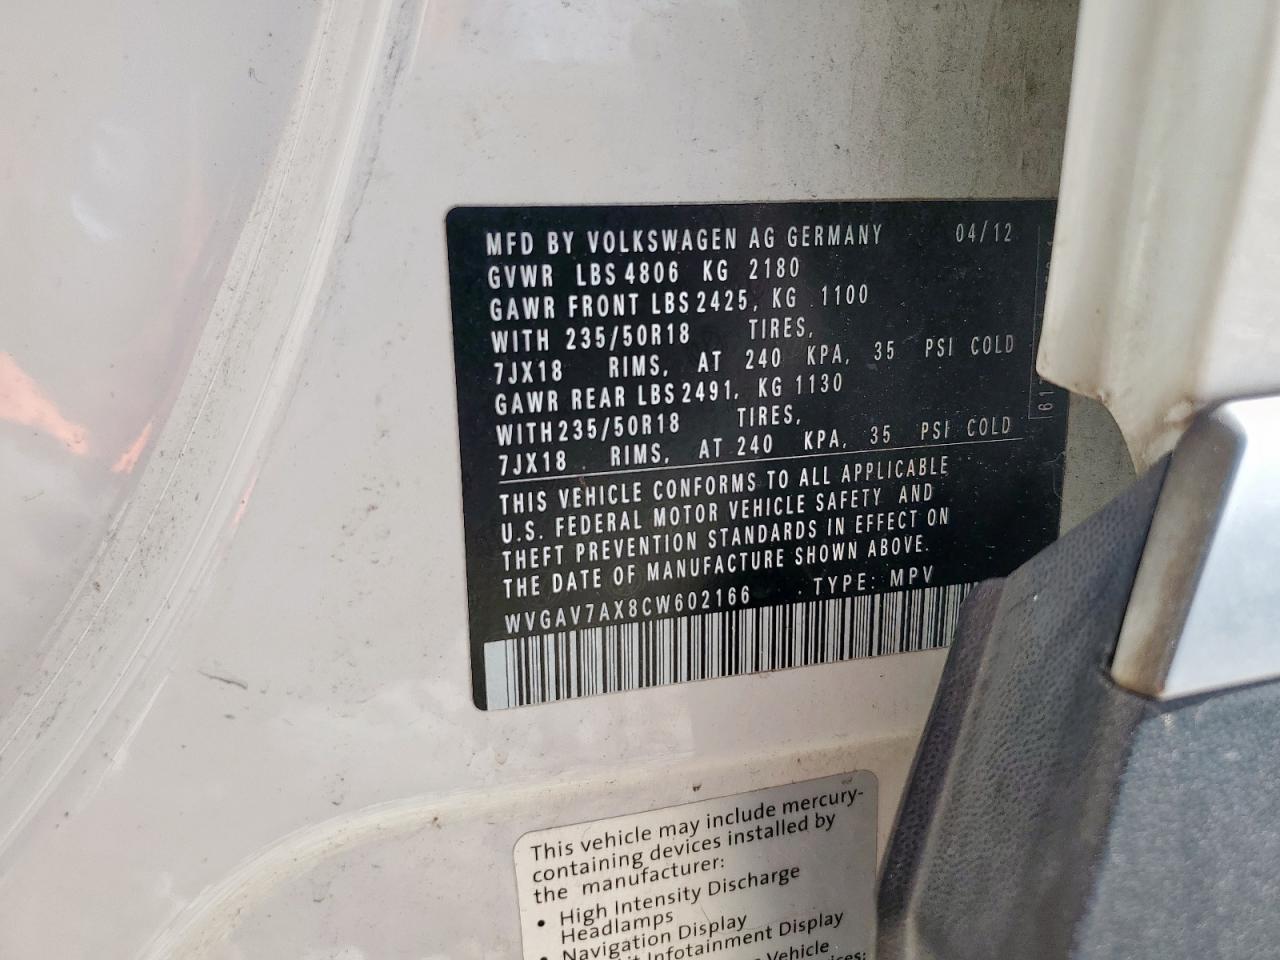 MFD BY VOLKSWAGEN AG GERMANY 04/12
GVWR LBS 4806 KG 2180
GAWR FRONT LBS 2425, KG 1100
WITH 235/50R18 TIRES,
7JX18 RIMS, AT 240 KPA, 35 PSI COLD
GAWR REAR LBS 2491, KG 1130
WITH 235/50R18 TIRES,
7JX18 RIMS, AT 240 KPA, 35 PSI COLD
THIS VEHICLE CONFORMS TO ALL APPLICABLE
U.S. FEDERAL MOTOR VEHICLE SAFETY AND
THEFT PREVENTION STANDARDS IN EFFECT ON
THE DATE OF MANUFACTURE SHOWN ABOVE.
WVGAV7AX8CW602166 TYPE: MPV
This vehicle may include mercury-
containing devices installed by
the manufacturer:
• High Intensity Discharge
Headlamps
• Navigation Display
• Infotainment Display
Vehicle